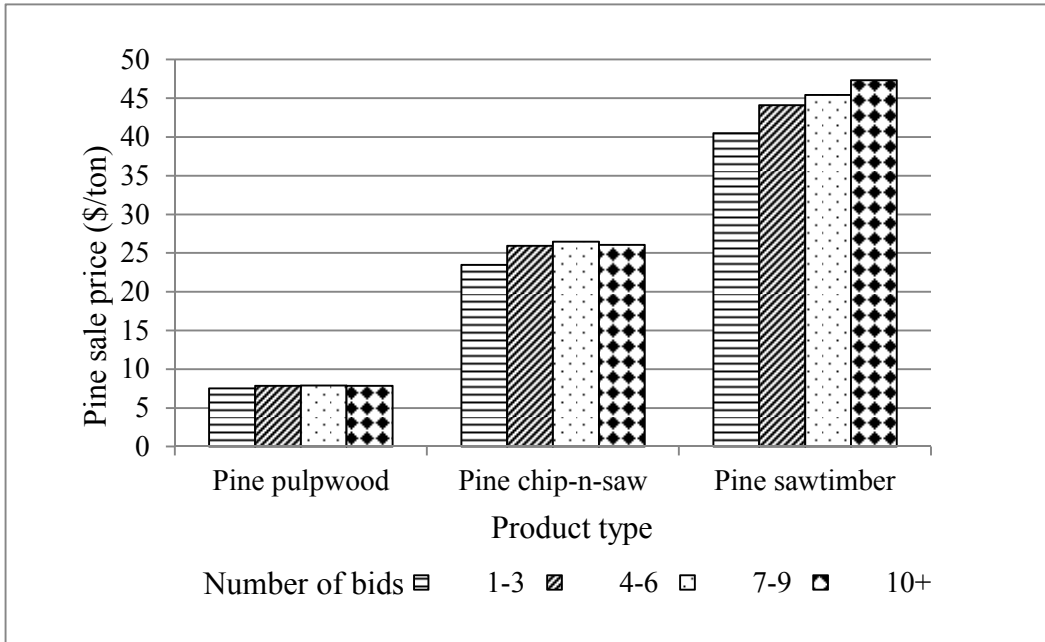 Pine sale price ($/ton)
50
45
40
35
30
25
20
15
10
5
0
Pine pulpwood Pine chip-n-saw Pine sawtimber
Product type
Number of bids 1-3 4-6 7-9 10+